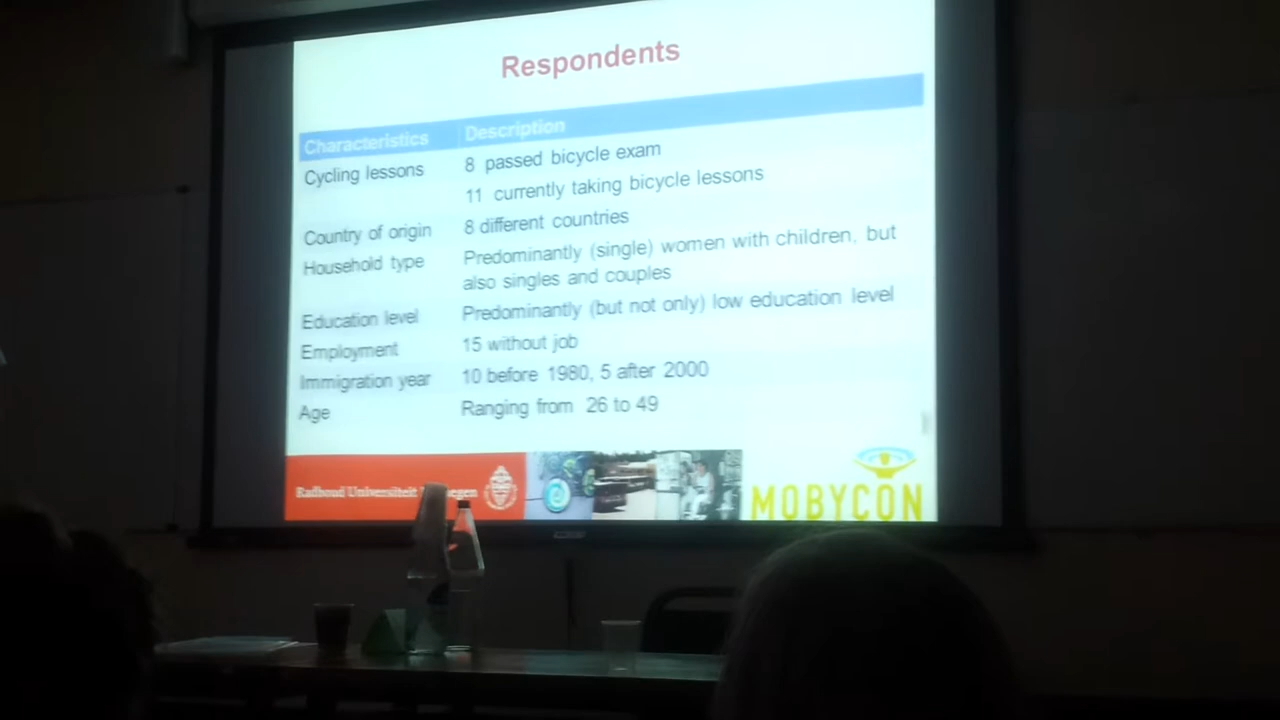 Respondents
Characteristics Description
Cycling lessons 8 passed bicycle exam
11 currently taking bicycle lessons
Country of origin 8 different countries
Household type Predominantly (single) women with children, but
also singles and couples
Education level Predominantly (but not only) low education level
Employment 15 without job
Immigration year 10 before 1980, 5 after 2000
Age Ranging from 26 to 49
Radboud Universiteit
MOBYCON